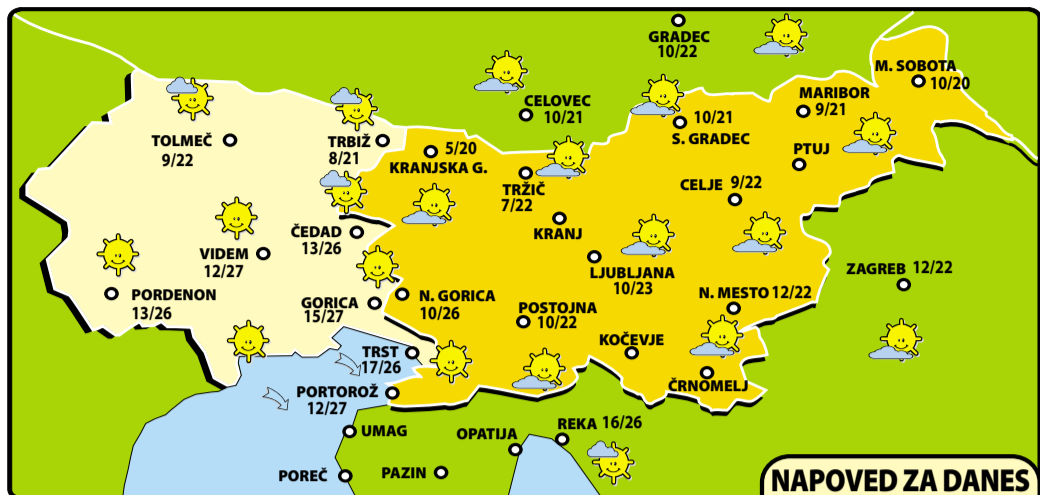 GRADEC
10/22
M. SOBOTA
10/20
CELOVEC
10/21
MARIBOR
9/21
10/21
S. GRADEC
TOLMEČ
9/22
TRBIŽ
8/21
5/20
KRANJSKA G.
PTUJ
TRŽIČ
7/22
CELJE 9/22
KRANJ
ČEDAD
13/26
VIDEM
12/27
LJUBLJANA
10/23
ZAGREB 12/22
PORDENON
13/26
GORICA
15/27
N. GORICA
10/26
N. MESTO 12/22
POSTOJNA
10/22
KOČEVJE
TRST
17/26
ČRNOMELJ
PORTOROŽ
12/27
UMAG
OPATIJA
REKA 16/26
POREČ
PAZIN
NAPOVED ZA DANES